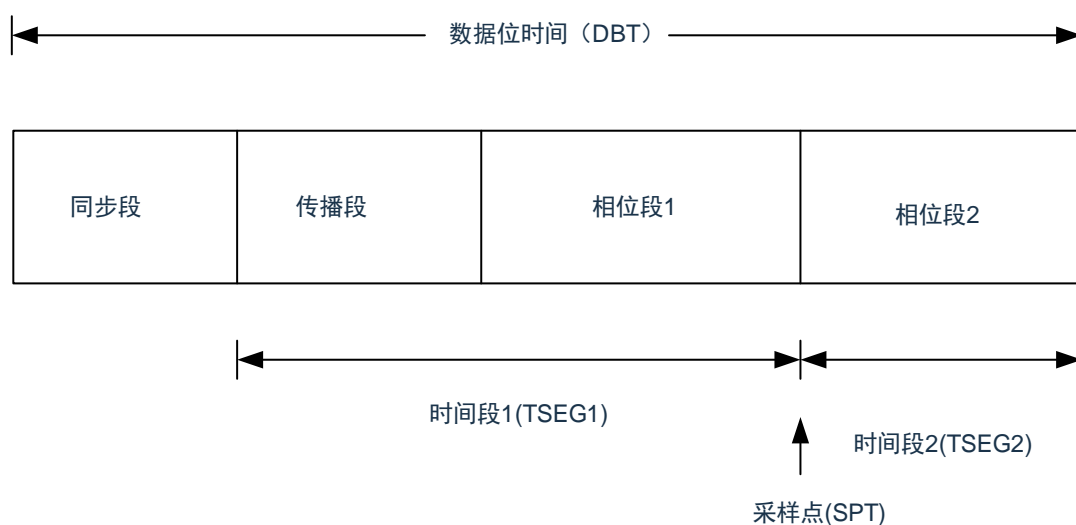 数据位时间（DBT）
同步段
传播段
相位段1
相位段2
时间段1(TSEG1)
时间段2(TSEG2)
采样点(SPT)